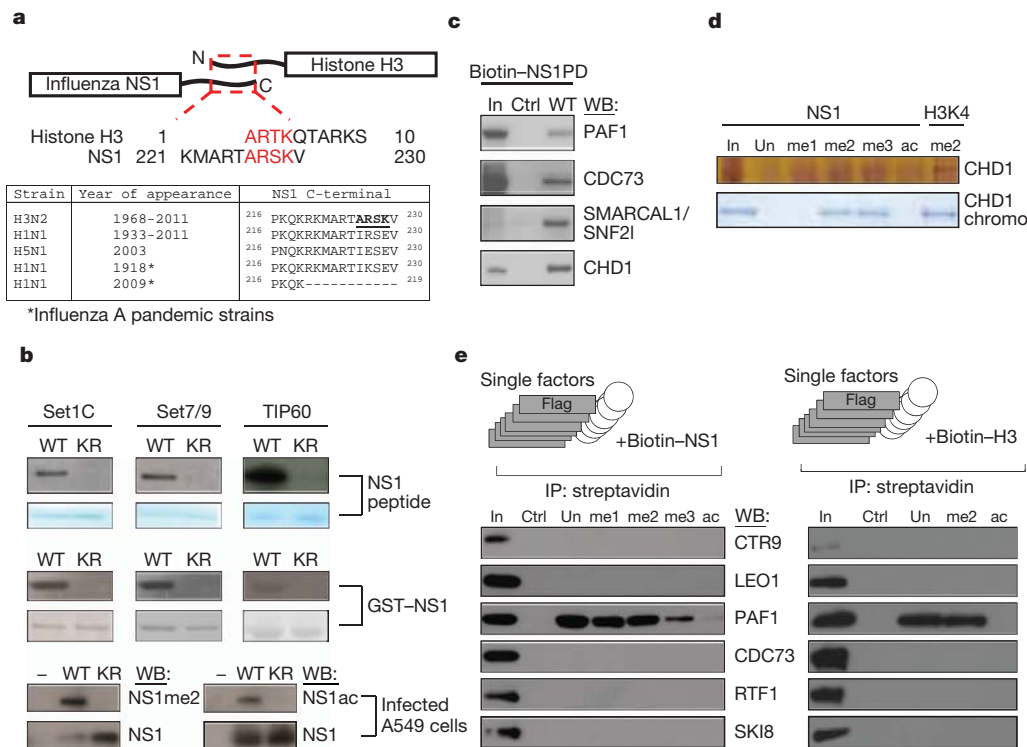 a
N
Histone H3
Influenza NS1
C
Histone H3 1 ARTKQTARKS 10
NS1 221 KMARTARSKV 230
Strain Year of appearance NS1 C-terminal
H3N2 1968-2011 216 PKQKRKMARTARSKV 230
H1N1 1933-2011 216 PKQKRKMARTIRSEV 230
H5N1 2003 216 PNQKRKMARTIESEV 230
H1N1 1918* 216 PKQKRKMARTIKSEV 230
H1N1 2009* 216 PKQK----------- 219
*Influenza A pandemic strains
b
Set1C Set7/9 TIP60
WT KR WT KR WT KR
NS1
peptide
WT KR WT KR WT KR
GST–NS1
– WT KR WB: – WT KR WB:
NS1me2 NS1ac
NS1 NS1
Infected
A549 cells
c
Biotin–NS1PD
In Ctrl WT WB:
PAF1
CDC73
SMARCAL1/
SNF2l
CHD1
d
NS1 H3K4
In Un me1 me2 me3 ac me2
CHD1
CHD1
chromo
e
Single factors
Flag
+Biotin–NS1
IP: streptavidin
In Ctrl Un me1 me2 me3 ac WB:
Single factors
Flag
+Biotin–H3
IP: streptavidin
In Ctrl Un me2 ac
CTR9
LEO1
PAF1
CDC73
RTF1
SKI8